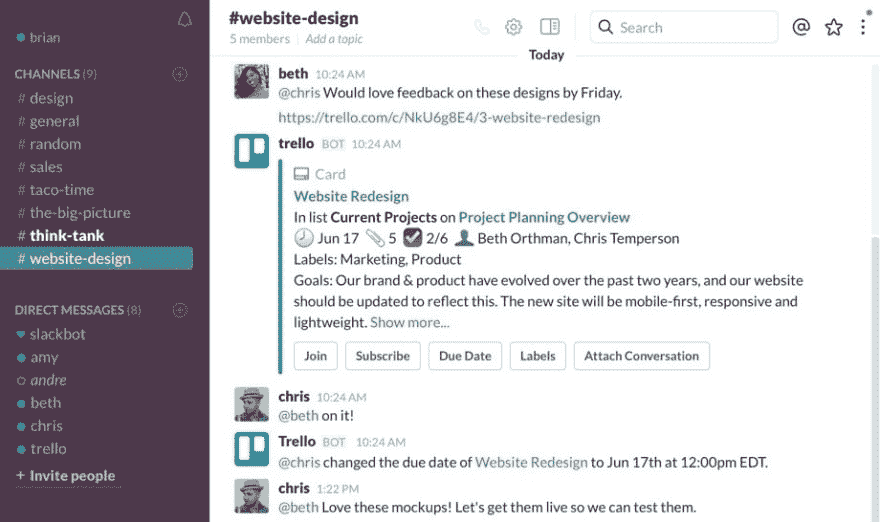 brian
CHANNELS (9)
# design
# general
# random
# sales
# taco-time
# the-big-picture
# think-tank
# website-design
DIRECT MESSAGES (8)
slackbot
amy
andre
beth
chris
trello
+ Invite people
#website-design
5 members | Add a topic
Search
Today
beth 10:24 AM
@chris Would love feedback on these designs by Friday.
https://trello.com/c/NkU6g8E4/3-website-redesign
trello BOT 10:24 AM
Card
Website Redesign
In list Current Projects on Project Planning Overview
Jun 17 5 2/6 Beth Orthman, Chris Temperson
Labels: Marketing, Product
Goals: Our brand & product have evolved over the past two years, and our website
should be updated to reflect this. The new site will be mobile-first, responsive and
lightweight. Show more...
Join Subscribe Due Date Labels Attach Conversation
chris 10:24 AM
@beth on it!
Trello BOT 10:24 AM
@chris changed the due date of Website Redesign to Jun 17th at 12:00pm EDT.
chris 1:22 PM
@beth Love these mockups! Let's get them live so we can test them.